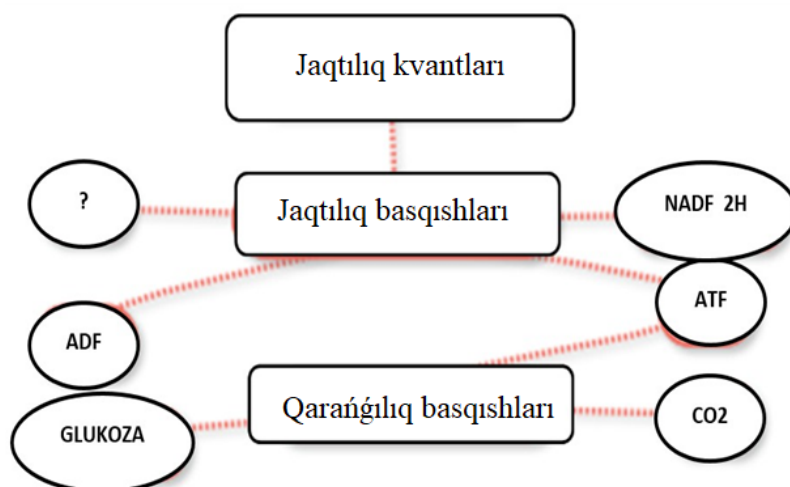 Jaqtılıq kvantları
?
Jaqtılıq basqıshları
NADF 2H
ATF
ADF
Qarańǵılıq basqıshları
GLUKOZA
CO2